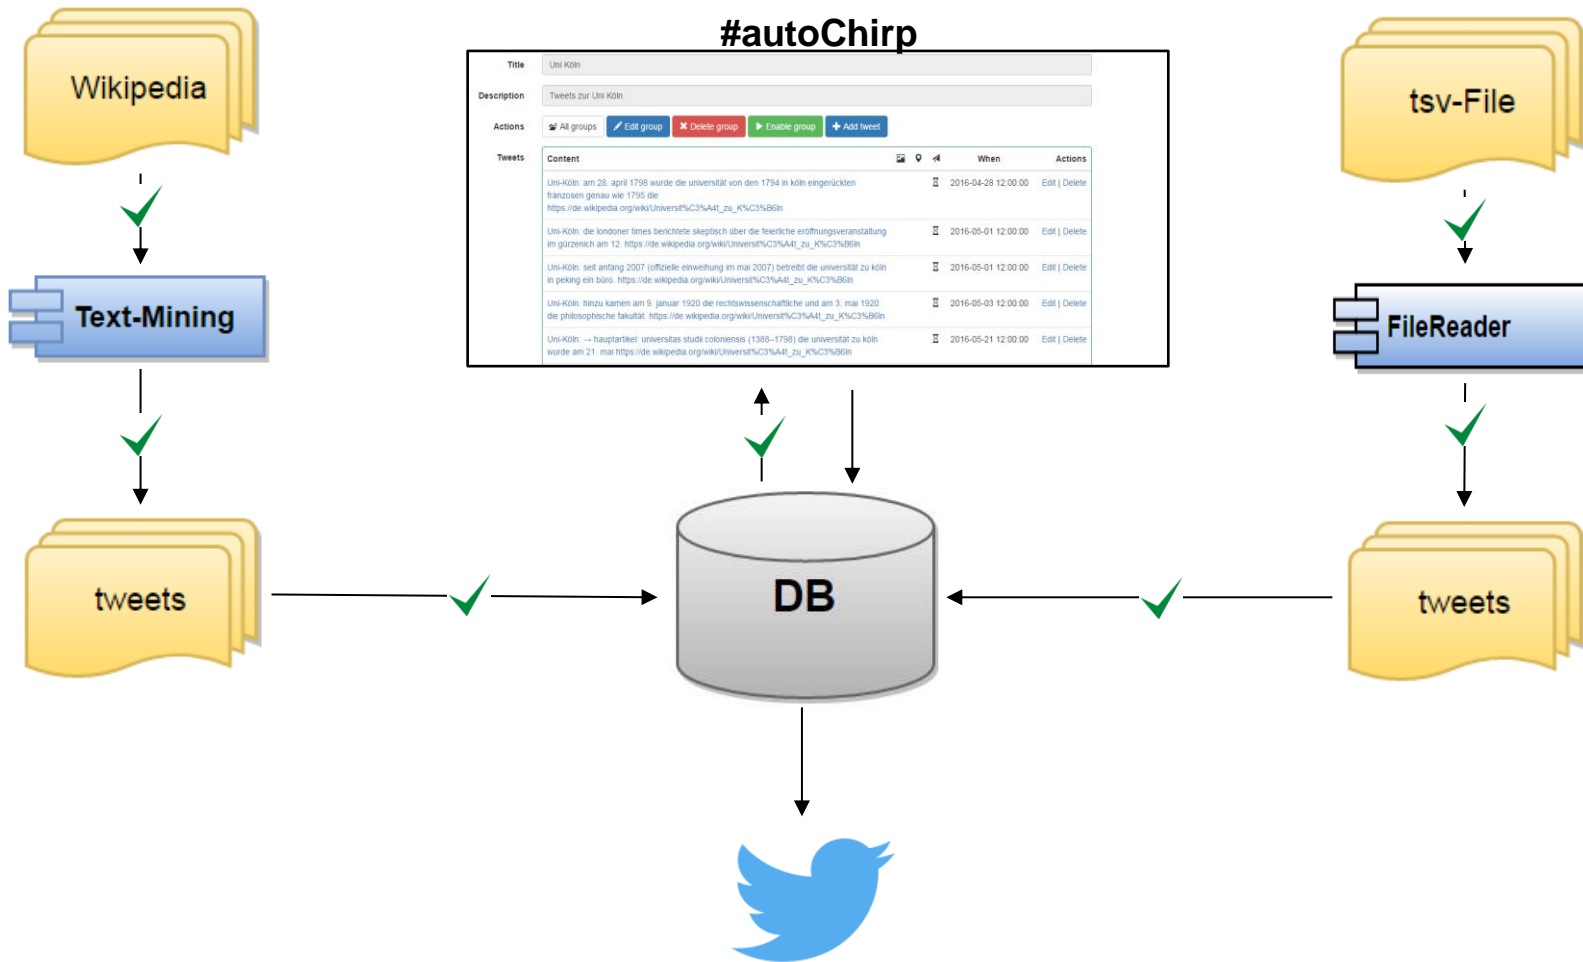 #autoChirp
Wikipedia
Title
Uni Köln
Description
Tweets zur Uni Köln
Actions
All groups Edit group Delete group Enable group Add tweet
Tweets
Content When Actions
Uni-Köln: am 28. april 1798 wurde die universität von den 1794 in köln eingerückten
franzosen genau wie 1795 die
https://de.wikipedia.org/wiki/Universit%C3%A4t_zu_K%C3%B6ln
2016-04-28 12:00:00 Edit | Delete
Uni-Köln: die londoner times berichtete skeptisch über die feierliche eröffnungsveranstaltung
im gürzenich am 12. https://de.wikipedia.org/wiki/Universit%C3%A4t_zu_K%C3%B6ln
2016-05-01 12:00:00 Edit | Delete
Uni-Köln: seit anfang 2007 (offizielle einweihung im mai 2007) betreibt die universität zu köln
in peking ein büro. https://de.wikipedia.org/wiki/Universit%C3%A4t_zu_K%C3%B6ln
2016-05-01 12:00:00 Edit | Delete
Uni-Köln: hinzu kamen am 9. januar 1920 die rechtswissenschaftliche und am 3. mai 1920
die philosophische fakultät. https://de.wikipedia.org/wiki/Universit%C3%A4t_zu_K%C3%B6ln
2016-05-03 12:00:00 Edit | Delete
Uni-Köln: → hauptartikel: universitas studii coloniensis (1388–1798) die universität zu köln
wurde am 21. mai https://de.wikipedia.org/wiki/Universit%C3%A4t_zu_K%C3%B6ln
2016-05-21 12:00:00 Edit | Delete
tsv-File
Text-Mining
FileReader
tweets
DB
tweets